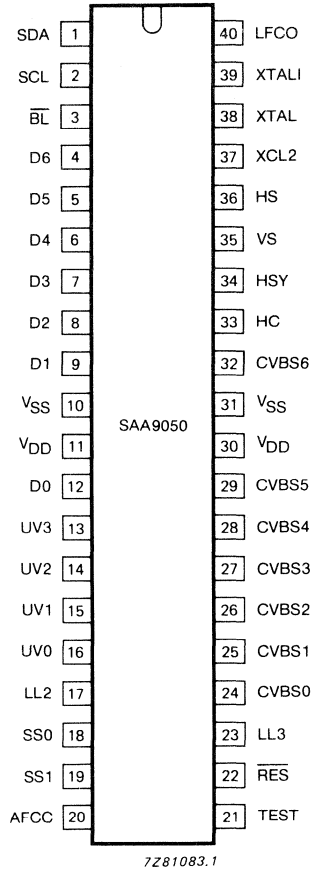 SDA 1 40 LFCO
SCL 2 39 XTALI
B̅L̅ 3 38 XTAL
D6 4 37 XCL2
D5 5 36 HS
D4 6 35 VS
D3 7 34 HSY
D2 8 33 HC
D1 9 32 CVBS6
VSS 10 31 VSS
SAA9050
VDD 11 30 VDD
D0 12 29 CVBS5
UV3 13 28 CVBS4
UV2 14 27 CVBS3
UV1 15 26 CVBS2
UV0 16 25 CVBS1
LL2 17 24 CVBS0
SS0 18 23 LL3
SS1 19 22 R̅E̅S̅
AFCC 20 21 TEST
7Z81083.1